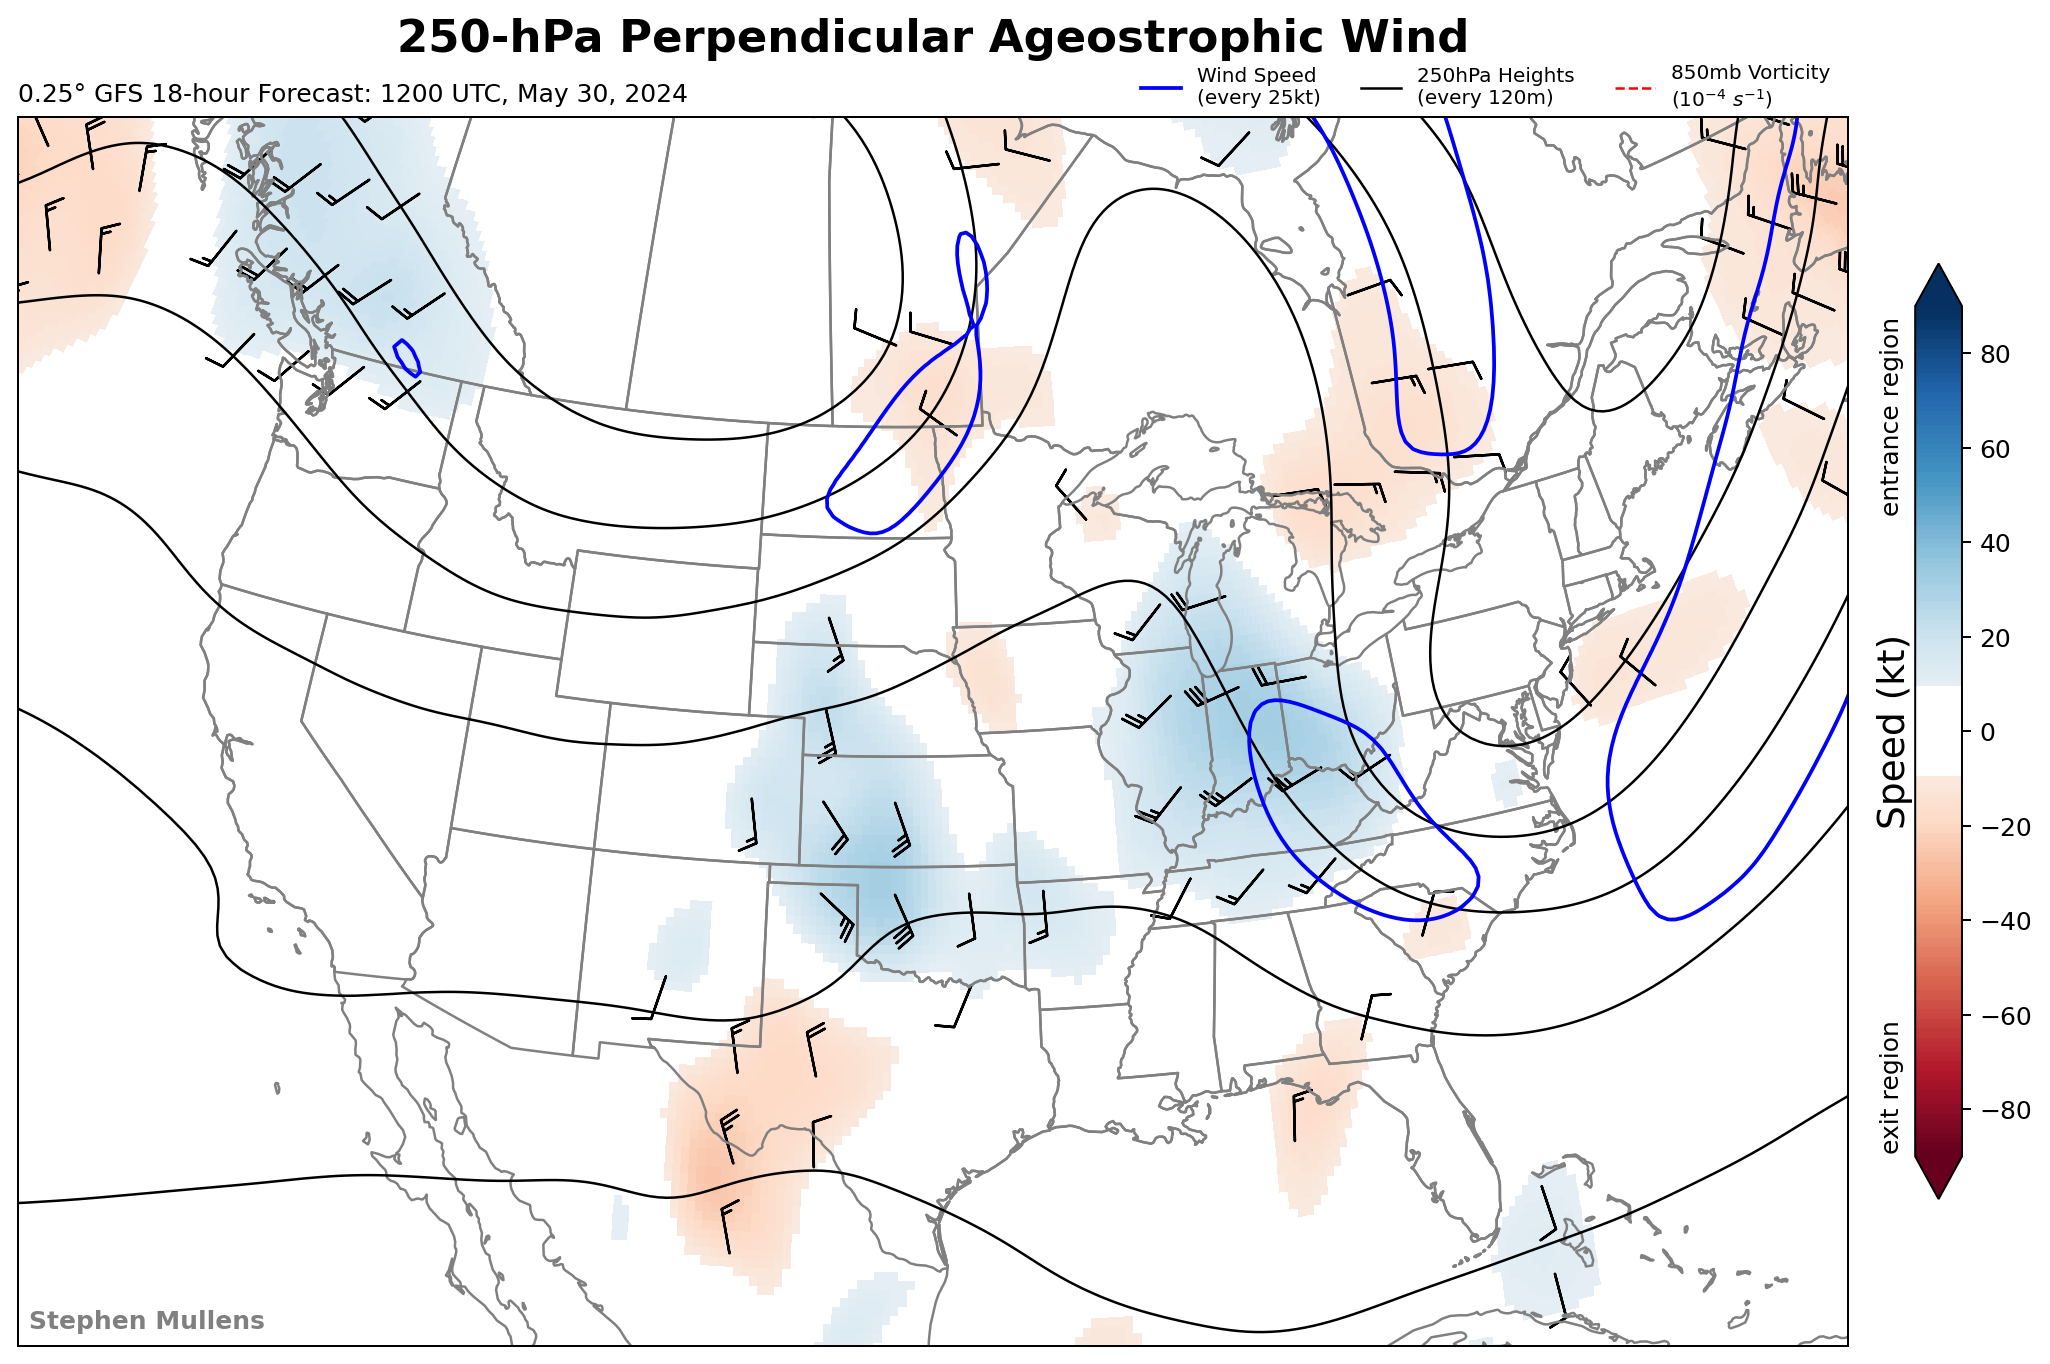 250-hPa Perpendicular Ageostrophic Wind
0.25° GFS 18-hour Forecast: 1200 UTC, May 30, 2024
Wind Speed
(every 25kt)
250hPa Heights
(every 120m)
850mb Vorticity
(10⁻⁴ s⁻¹)
entrance region
Speed (kt)
exit region
80
60
40
20
0
−20
−40
−60
−80
Stephen Mullens